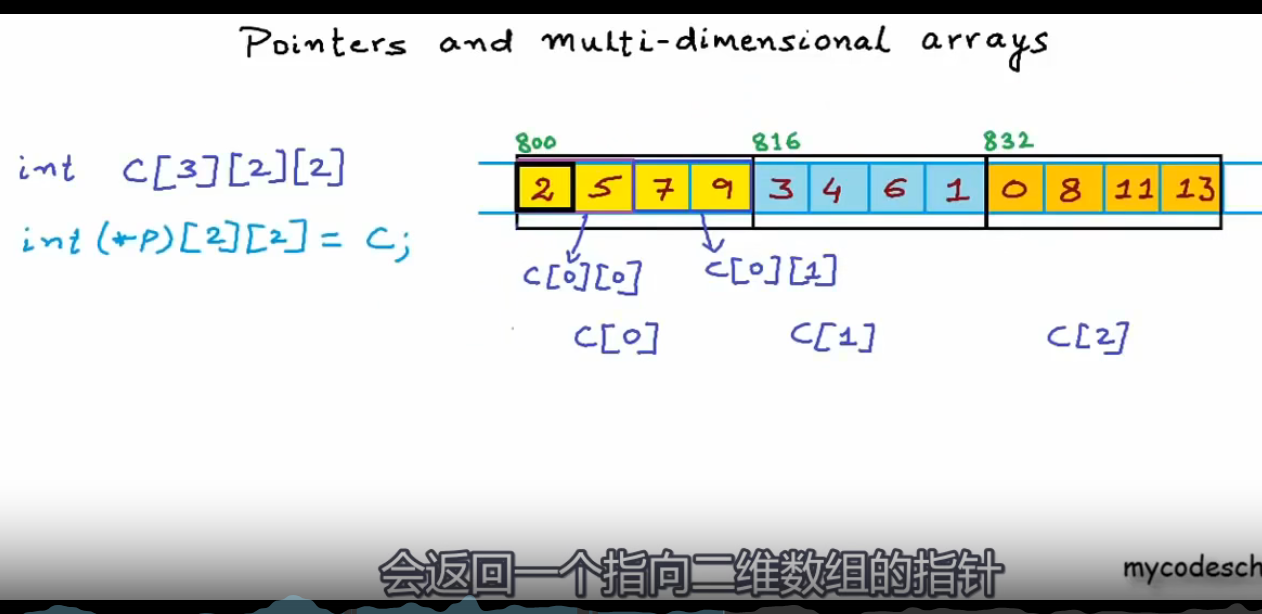 Pointers and multi-dimensional arrays
int C[3][2][2]
int (*P)[2][2] = C;
800 816 832
2 5 7 9 3 4 6 1 0 8 11 13
C[0][0] C[0][1]
C[0] C[1] C[2]
会返回一个指向二维数组的指针
mycodesch